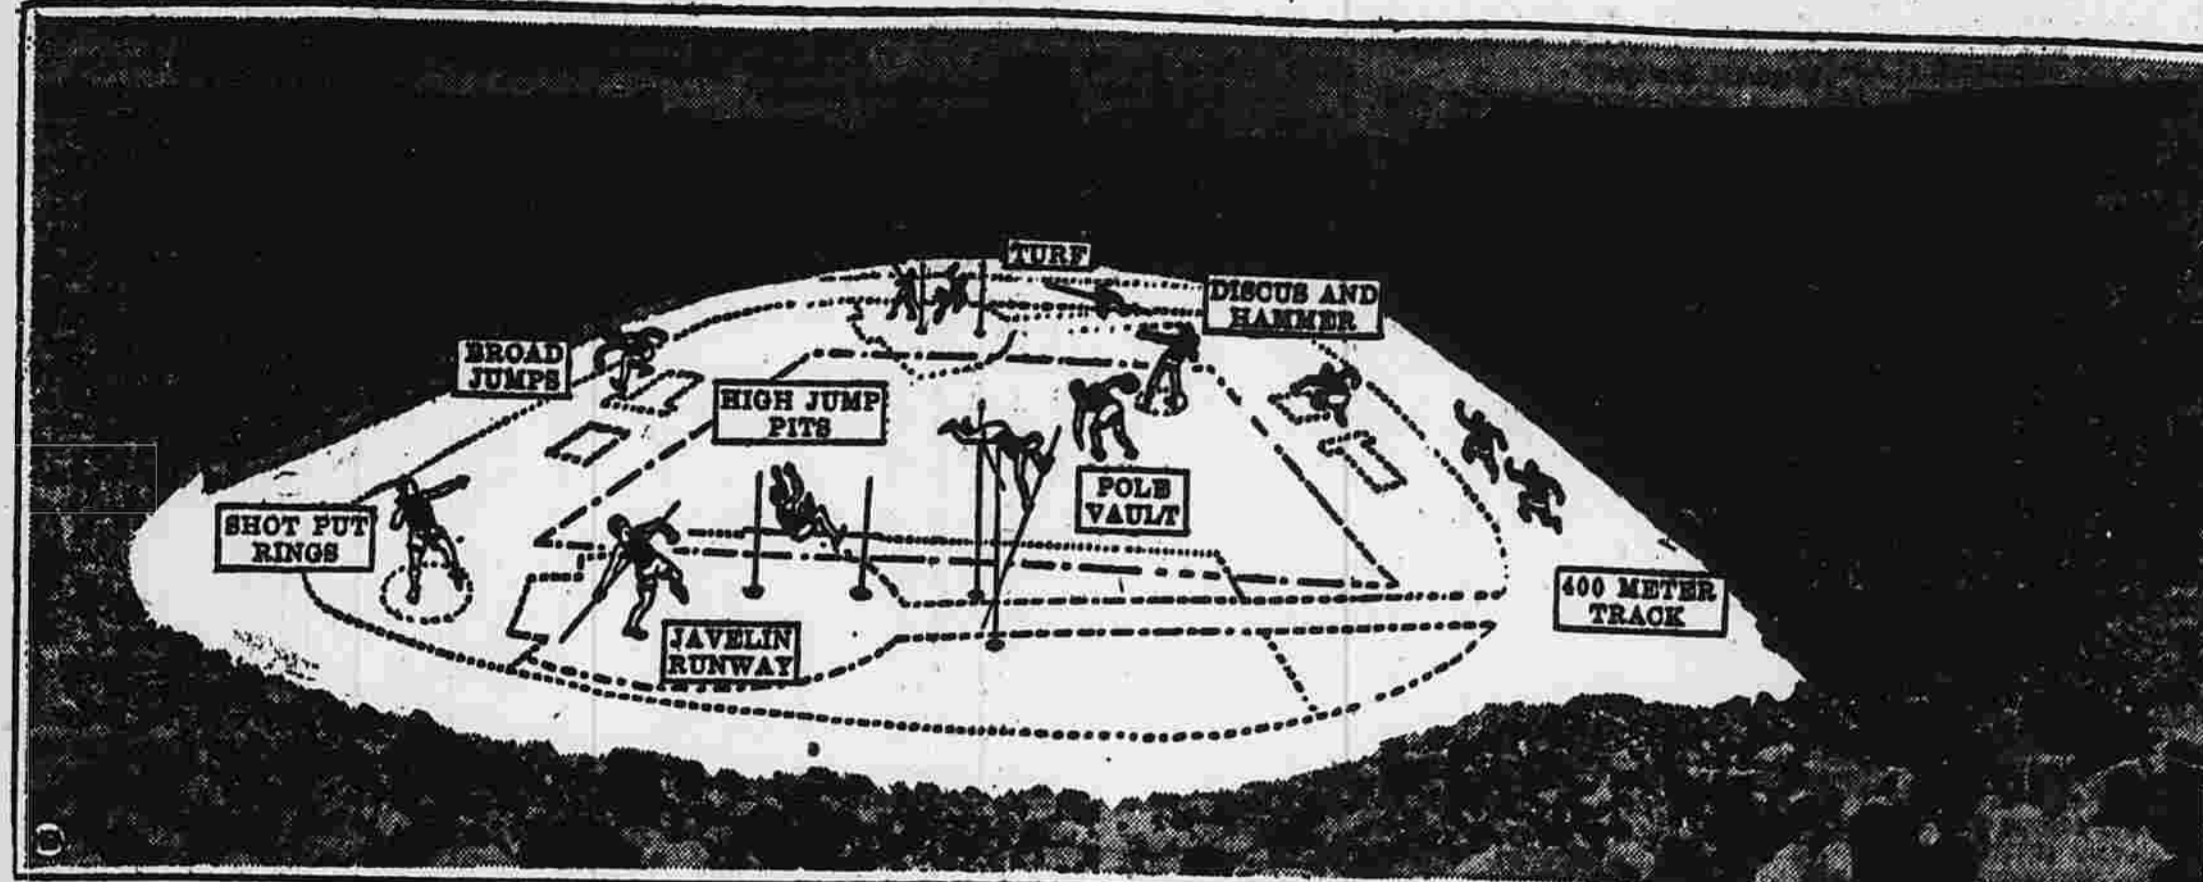 TURF
DISCUS AND
HAMMER
BROAD
JUMPS
HIGH JUMP
PITS
POLE
VAULT
SHOT PUT
RINGS
400 METER
TRACK
JAVELIN
RUNWAY